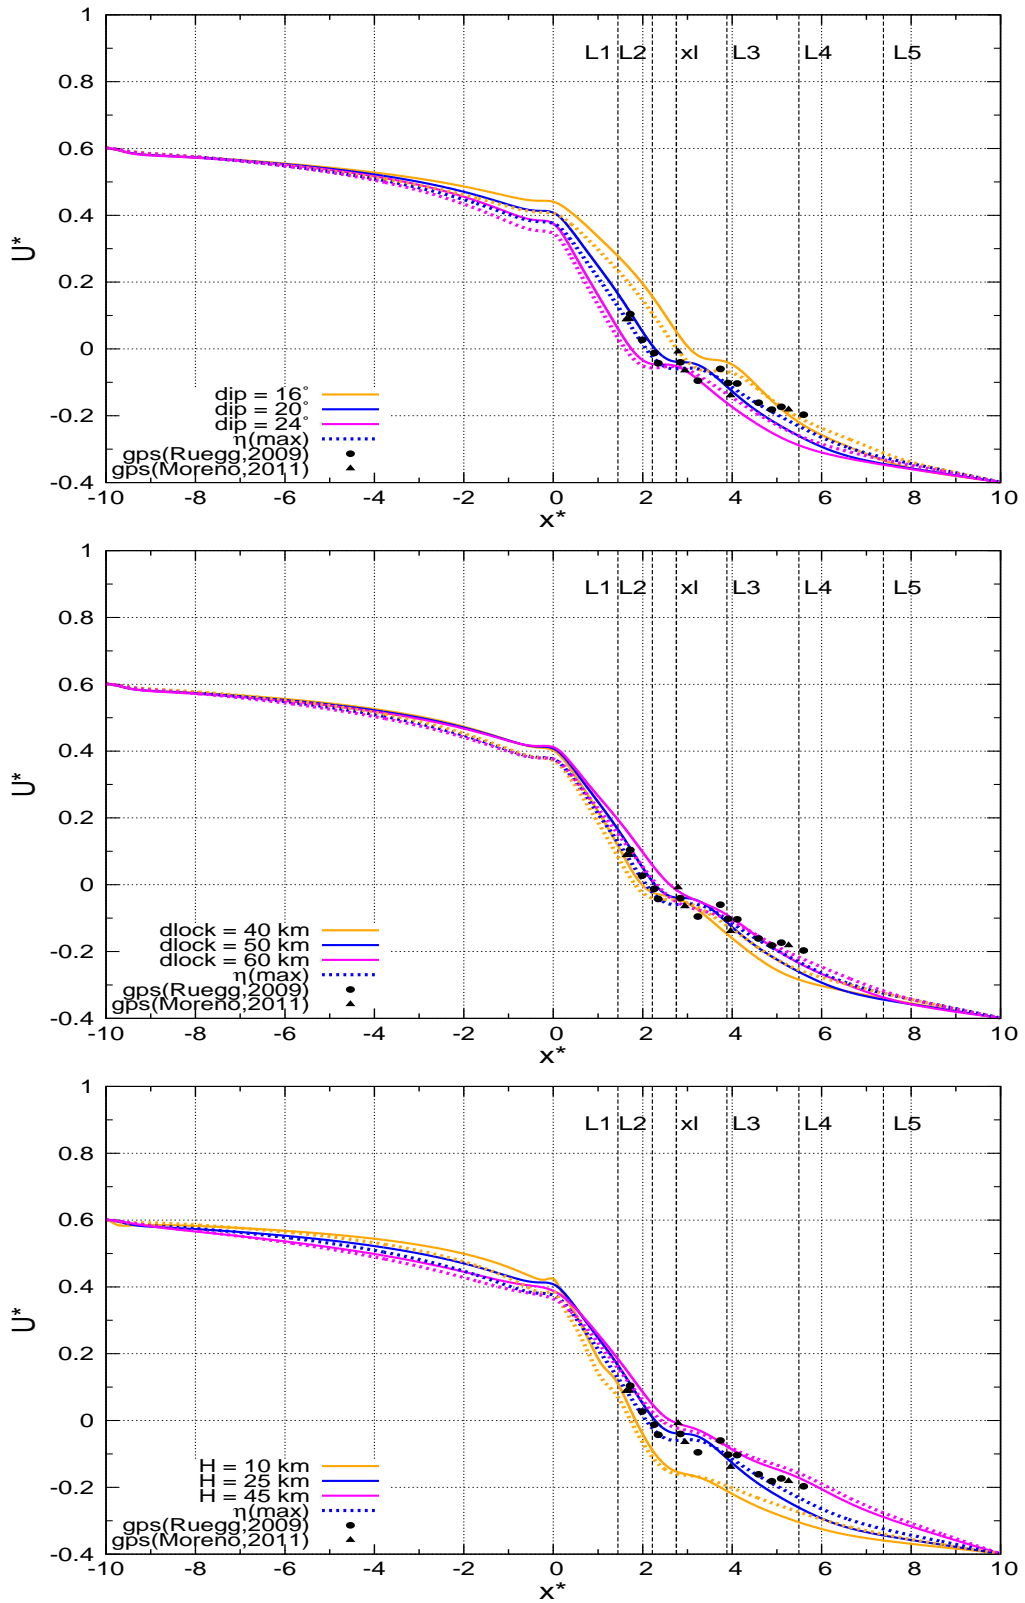 1
0.8
0.6
0.4
0.2
0
-0.2
-0.4
U*
L1 L2 xl L3 L4 L5
dip = 16°
dip = 20°
dip = 24°
η(max)
gps(Ruegg,2009)
gps(Moreno,2011)
-10 -8 -6 -4 -2 0 2 4 6 8 10
x*
1
0.8
0.6
0.4
0.2
0
-0.2
-0.4
U*
L1 L2 xl L3 L4 L5
dlock = 40 km
dlock = 50 km
dlock = 60 km
η(max)
gps(Ruegg,2009)
gps(Moreno,2011)
-10 -8 -6 -4 -2 0 2 4 6 8 10
x*
1
0.8
0.6
0.4
0.2
0
-0.2
-0.4
U*
L1 L2 xl L3 L4 L5
H = 10 km
H = 25 km
H = 45 km
η(max)
gps(Ruegg,2009)
gps(Moreno,2011)
-10 -8 -6 -4 -2 0 2 4 6 8 10
x*